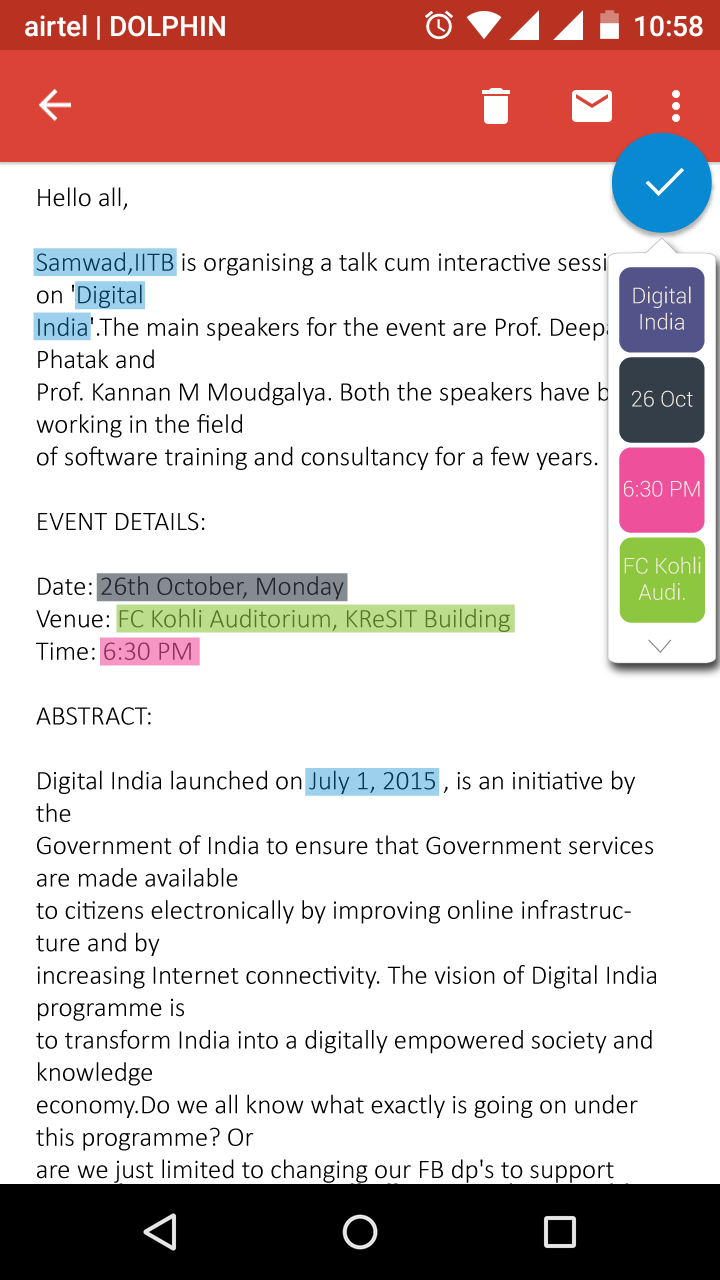 airtel | DOLPHIN 10:58
Hello all,
Samwad,IITB is organising a talk cum interactive
on 'Digital
India'.The main speakers for the event are Prof.
Phatak and
Prof. Kannan M Moudgalya. Both the speakers have
working in the field
of software training and consultancy for a few years.
EVENT DETAILS:
Date: 26th October, Monday
Venue: FC Kohli Auditorium, KReSIT Building
Time: 6:30 PM
Digital
India
26 Oct
6:30 PM
FC Kohli
Audi.
ABSTRACT:
Digital India launched on July 1, 2015 , is an initiative by
the
Government of India to ensure that Government services
are made available
to citizens electronically by improving online infrastruc-
ture and by
increasing Internet connectivity. The vision of Digital India
programme is
to transform India into a digitally empowered society and
knowledge
economy.Do we all know what exactly is going on under
this programme? Or
are we just limited to changing our FB dp's to support